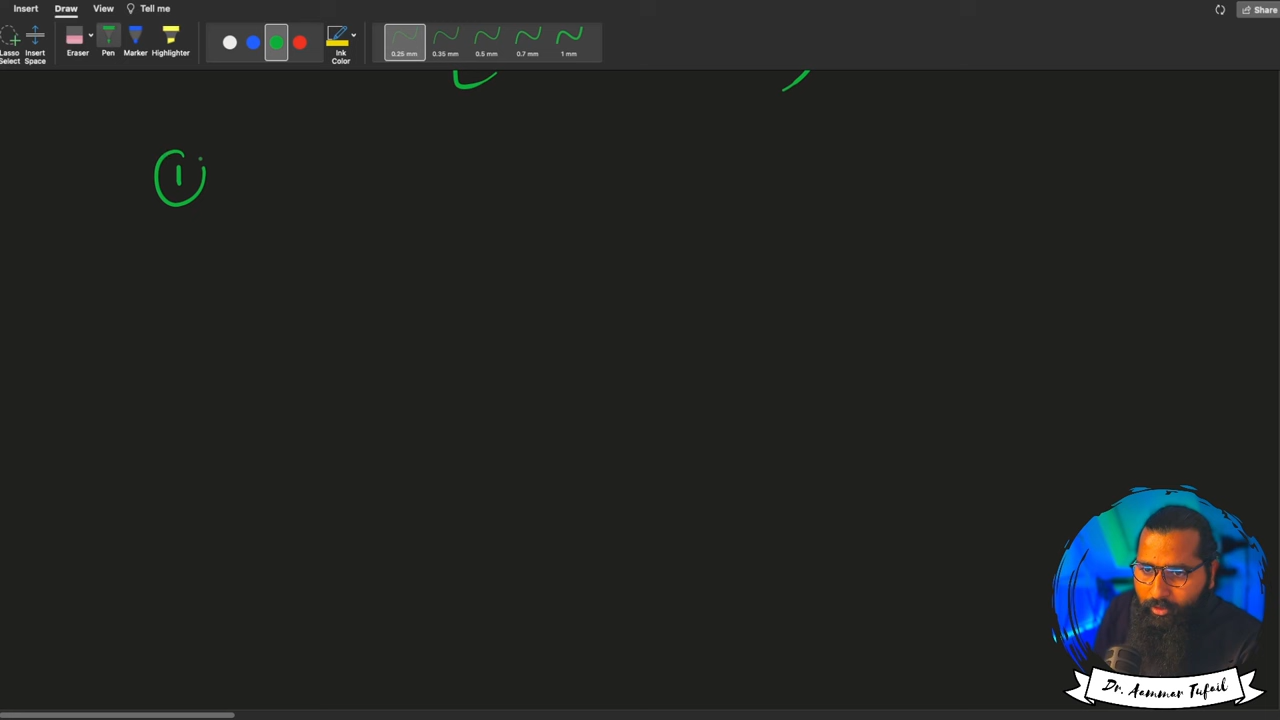 Insert Draw View Tell me Share
Lasso Select Insert Space Eraser Pen Marker Highlighter Ink Color 0.25 mm 0.35 mm 0.5 mm 0.7 mm 1 mm
1
Dr. Aammar Tufail